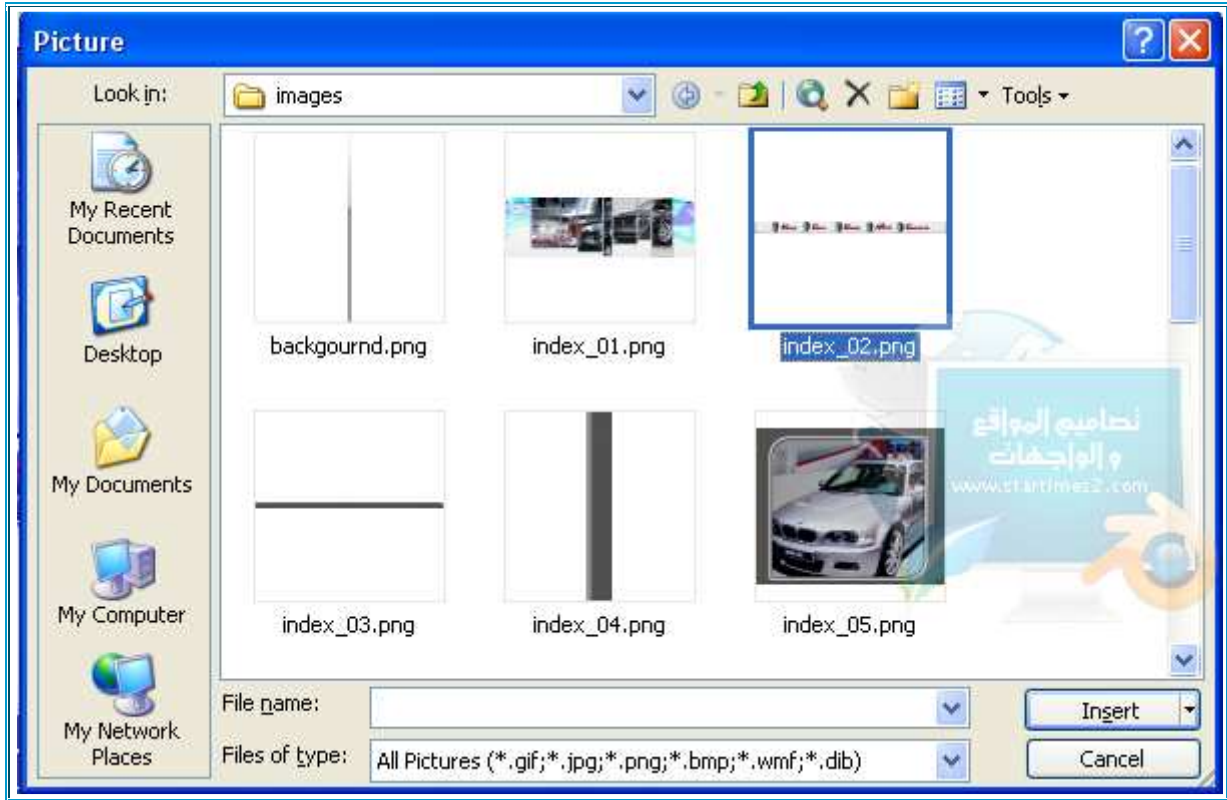 Picture
Look in:
images
Tools
My Recent
Documents
Desktop
My Documents
My Computer
My Network
Places
backgournd.png
index_01.png
index_02.png
index_03.png
index_04.png
index_05.png
تصاميم المواقع
و الواجهات
www.startimes2.com
File name:
Insert
Files of type:
All Pictures (*.gif;*.jpg;*.png;*.bmp;*.wmf;*.dib)
Cancel